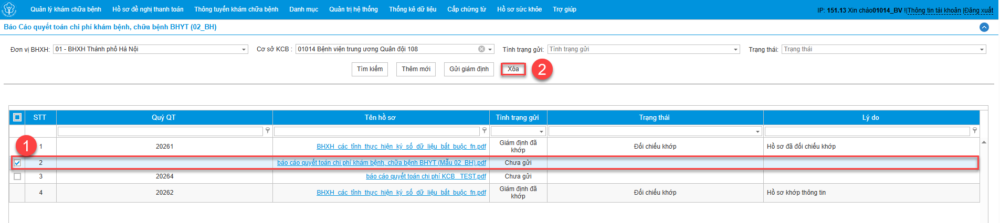 Quản lý khám chữa bệnh Hồ sơ đề nghị thanh toán Thông tuyến khám chữa bệnh Danh mục Quản trị hệ thống Thống kê dữ liệu Cấp chứng từ Hồ sơ sức khỏe Trợ giúp IP: 151.13 Xin chào01014_BV !|Thông tin tài khoản |Đăng xuất
Báo Cáo quyết toán chi phí khám bệnh, chữa bệnh BHYT (02_BH)
Đơn vị BHXH: 01 - BHXH Thành phố Hà Nội Cơ sở KCB : 01014 Bệnh viện trung ương Quân đội 108 Tình trạng gửi: Tình trạng gửi Trạng thái: Trạng thái
Tìm kiếm Thêm mới Gửi giám định Xóa 2
STT Quý QT Tên hồ sơ Tình trạng gửi Trạng thái Lý do
1
1 20261 BHXH_các_tỉnh_thực_hiện_ký_số_dữ_liệu_bắt_buộc_fn.pdf Giám định đã khớp Đối chiếu khớp Hồ sơ đã đối chiếu khớp
2 báo cáo quyết toán chi phí khám bệnh, chữa bệnh BHYT (Mẫu 02_BH).pdf Chưa gửi
3 20264 báo cáo quyết toán chi phí KCB _TEST.pdf Chưa gửi
4 20262 BHXH_các_tỉnh_thực_hiện_ký_số_dữ_liệu_bắt_buộc_fn.pdf Giám định đã khớp Đối chiếu khớp Hồ sơ khớp thông tin